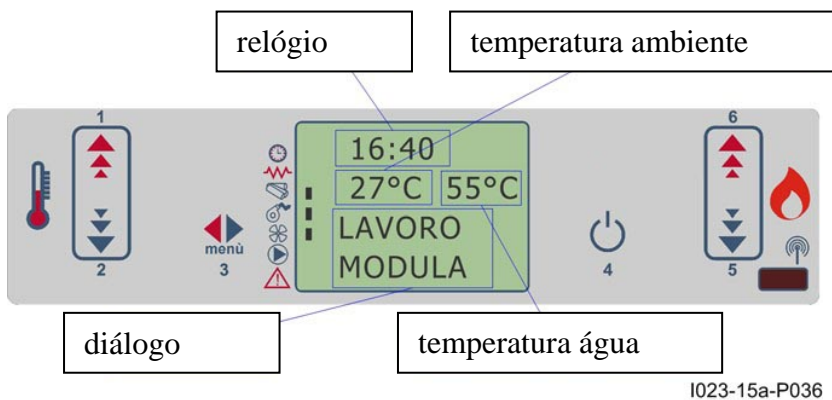 relógio
temperatura ambiente
1
6
16:40
27°C 55°C
LAVORO
MODULA
menù
2
3
4
5
diálogo
temperatura água
I023-15a-P036